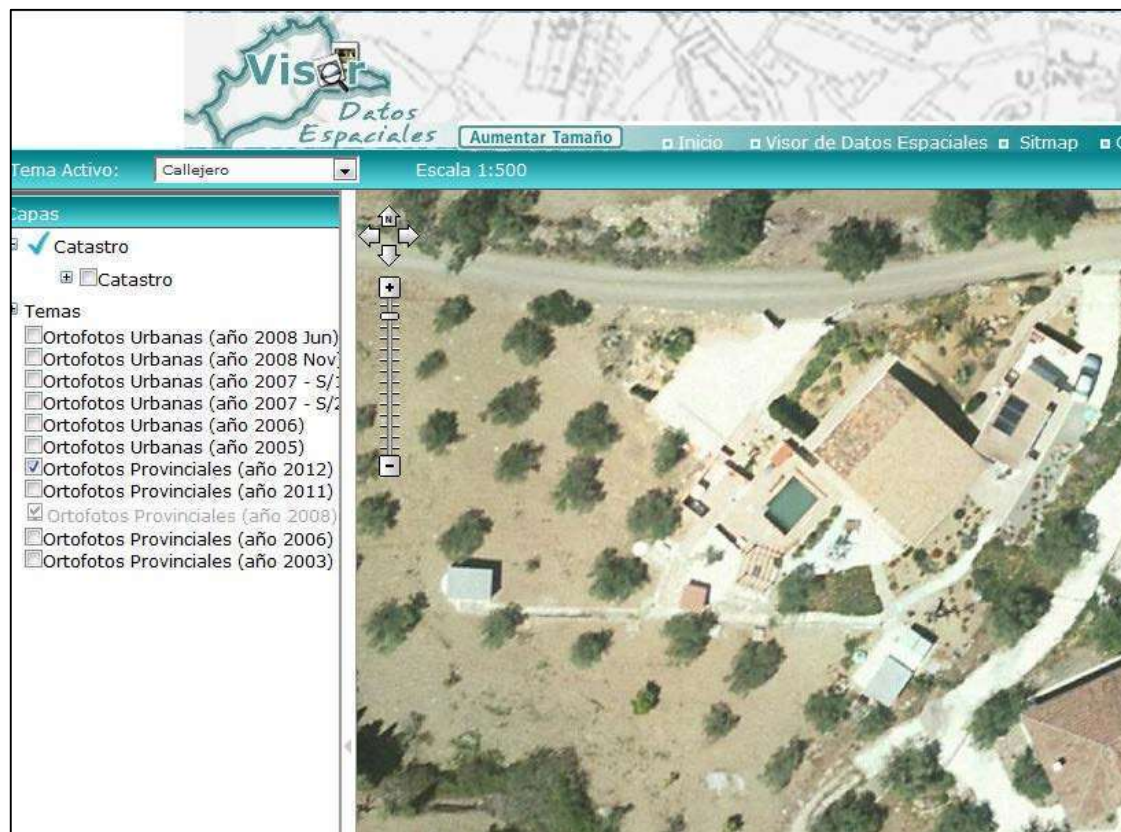 Visor
Datos
Espaciales
Aumentar Tamaño
Inicio
Visor de Datos Espaciales
Sitmap
Tema Activo:
Callejero
Escala 1:500
Capas
Catastro
Catastro
Temas
Ortofotos Urbanas (año 2008 Jun)
Ortofotos Urbanas (año 2008 Nov)
Ortofotos Urbanas (año 2007 - S/1
Ortofotos Urbanas (año 2007 - S/2
Ortofotos Urbanas (año 2006)
Ortofotos Urbanas (año 2005)
Ortofotos Provinciales (año 2012)
Ortofotos Provinciales (año 2011)
Ortofotos Provinciales (año 2008)
Ortofotos Provinciales (año 2006)
Ortofotos Provinciales (año 2003)
N
+
-